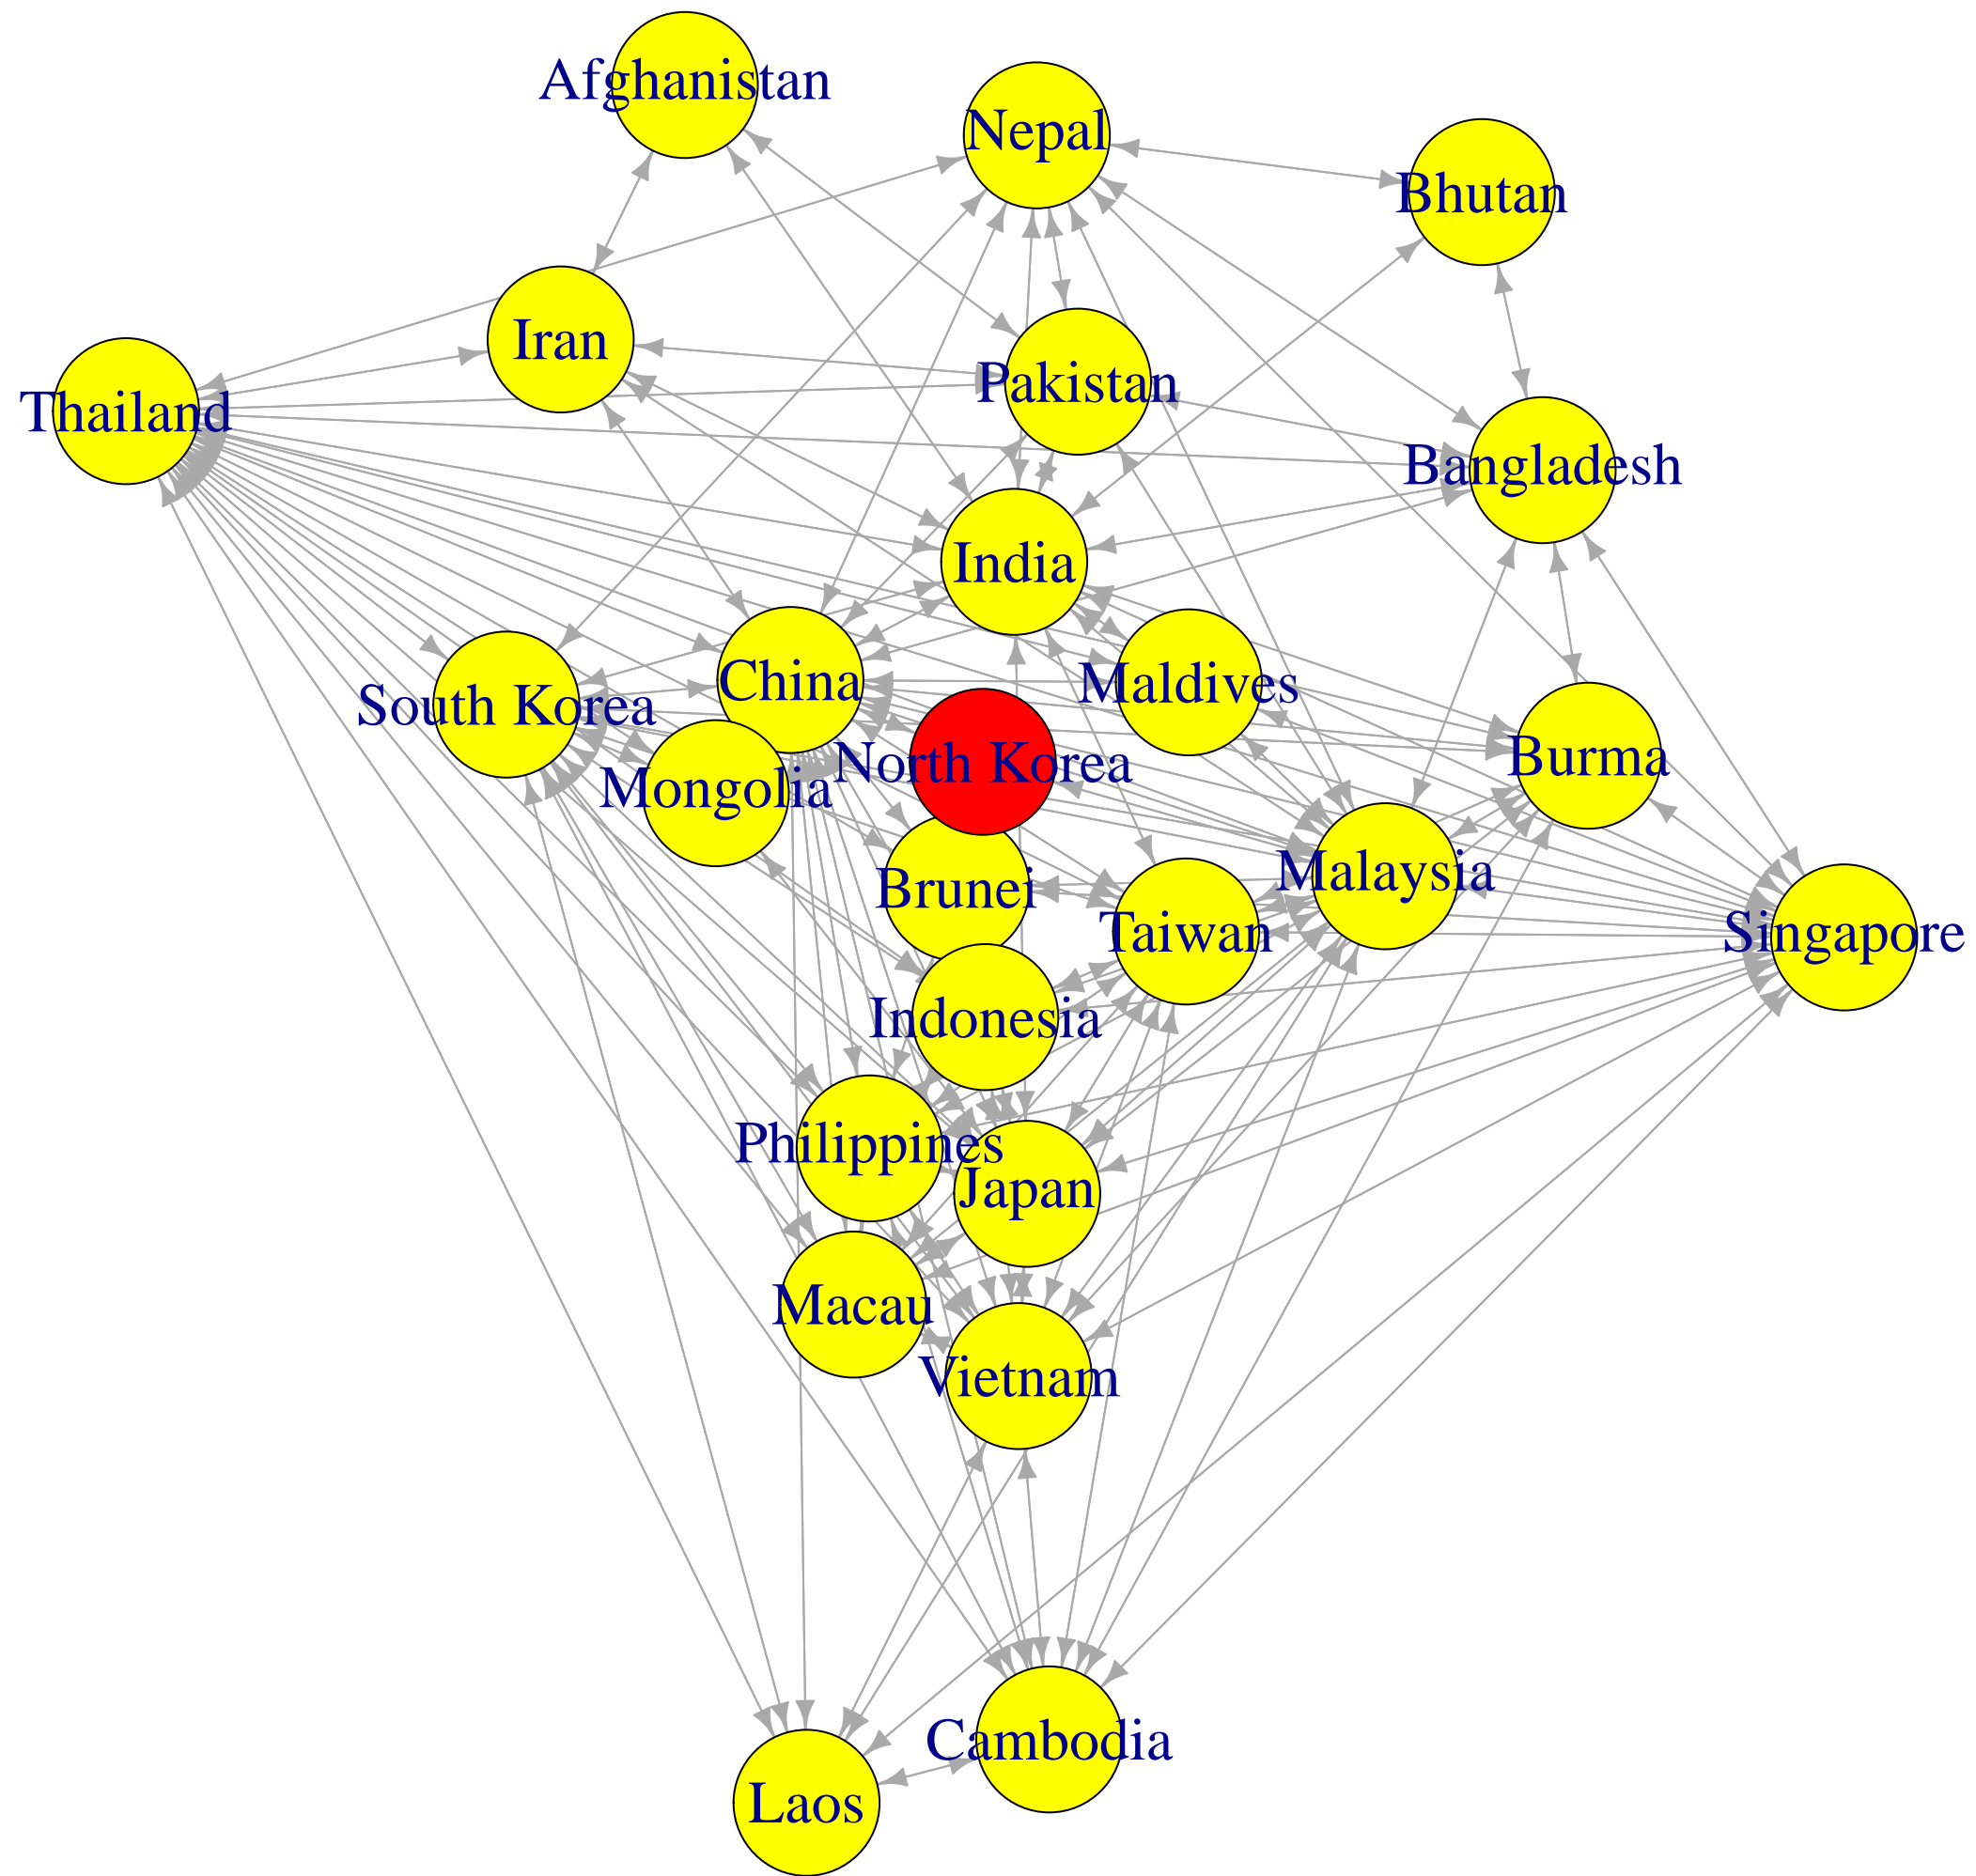 Afghanistan
Nepal
Bhutan
Iran
Pakistan
Thailand
Bangladesh
India
China
Maldives
South Korea
North Korea
Burma
Mongolia
Malaysia
Brunei
Taiwan
Singapore
Indonesia
Philippines
Japan
Macau
Vietnam
Cambodia
Laos